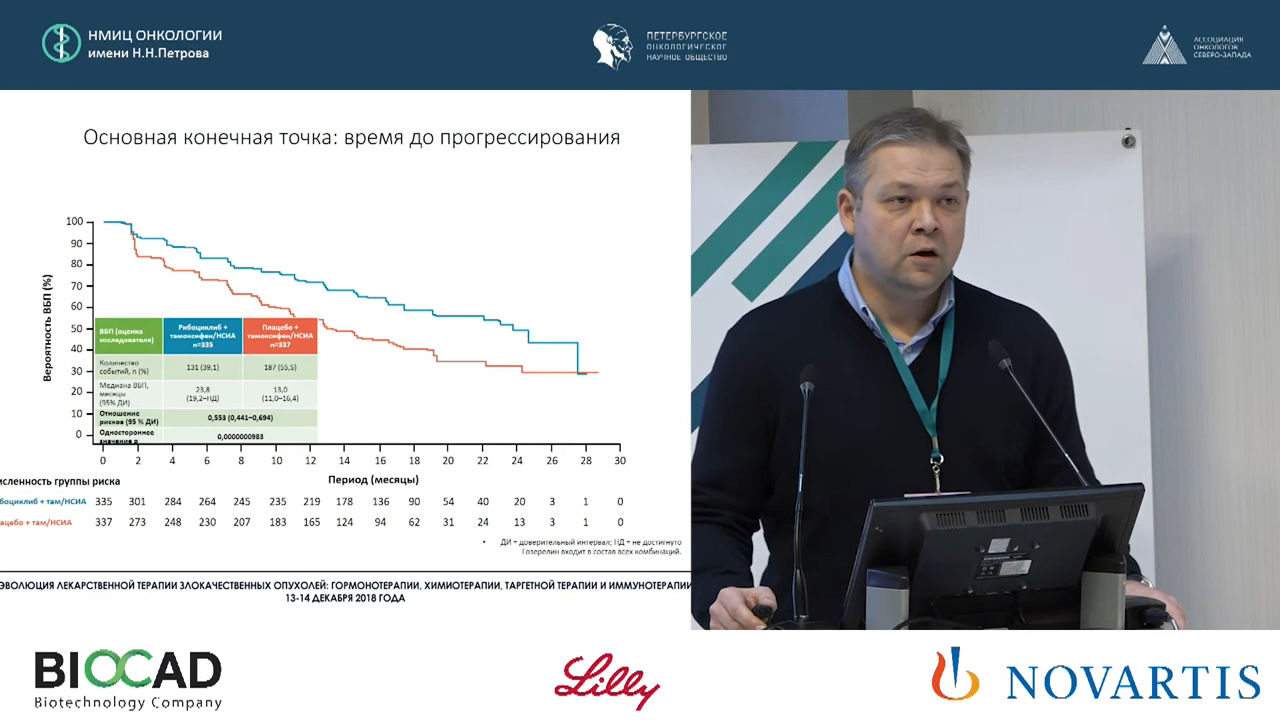 НМИЦ ОНКОЛОГИИ
имени Н.Н.Петрова
ПЕТЕРБУРГСКОЕ
ОНКОЛОГИЧЕСКОЕ
НАУЧНОЕ ОБЩЕСТВО
АССОЦИАЦИЯ
ОНКОЛОГОВ
СЕВЕРО-ЗАПАДА
Основная конечная точка: время до прогрессирования
Вероятность ВБП (%)
100
90
80
70
60
50
40
30
20
10
0
ВБП (оценка исследователя)
Рибоциклиб + тамоксифен/НСИА n=335
Плацебо + тамоксифен/НСИА n=337
Количество событий, n (%)
131 (39,1)
187 (55,5)
Медиана ВБП, месяцы (95% ДИ)
23,8 (19,2–НД)
13,0 (11,0–16,4)
Отношение рисков (95 % ДИ)
0,553 (0,441–0,694)
Одностороннее значение p
0,0000000983
0 2 4 6 8 10 12 14 16 18 20 22 24 26 28 30
исленность группы риска
Период (месяцы)
боциклиб + там/НСИА 335 301 284 264 245 235 219 178 136 90 54 40 20 3 1 0
ацебо + там/НСИА 337 273 248 230 207 183 165 124 94 62 31 24 13 3 1 0
• ДИ = доверительный интервал; НД = не достигнуто
Гозерелин входит в состав всех комбинаций.
ЭВОЛЮЦИЯ ЛЕКАРСТВЕННОЙ ТЕРАПИИ ЗЛОКАЧЕСТВЕННЫХ ОПУХОЛЕЙ: ГОРМОНОТЕРАПИИ, ХИМИОТЕРАПИИ, ТАРГЕТНОЙ ТЕРАПИИ И ИММУНОТЕРАПИИ
13-14 ДЕКАБРЯ 2018 ГОДА
BIOCAD
Biotechnology Company
Lilly
NOVARTIS